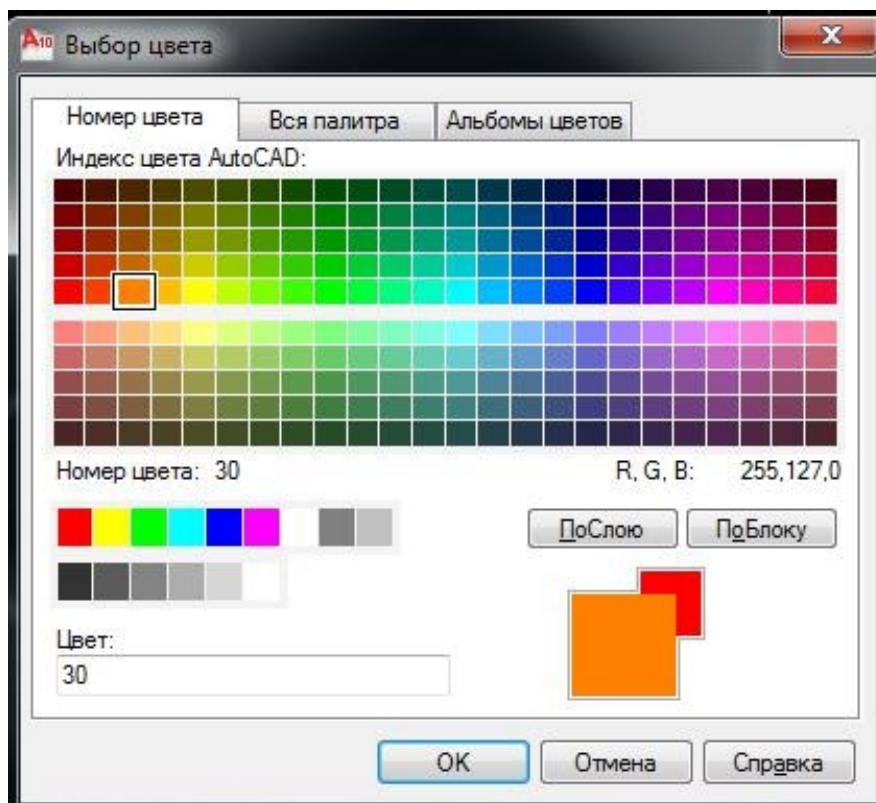 A10 Выбор цвета
Номер цвета Вся палитра Альбомы цветов
Индекс цвета AutoCAD:
Номер цвета: 30 R, G, B: 255,127,0
ПоСлою ПоБлоку
Цвет:
30
OK Отмена Справка